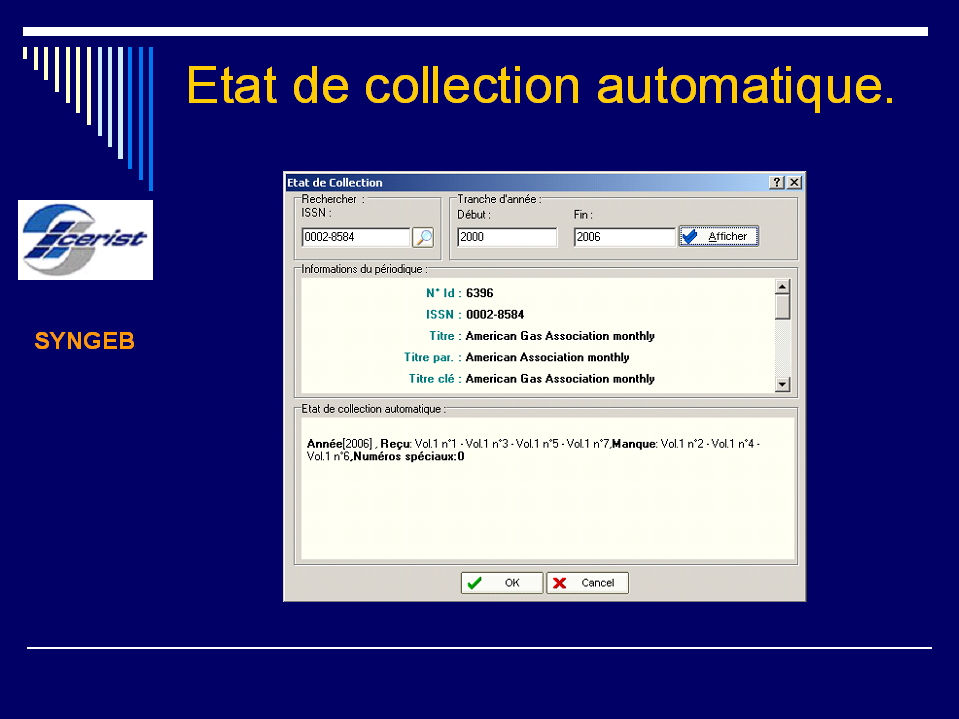 Etat de collection automatique.
cerist
SYNGEB
Etat de Collection
Rechercher :
ISSN :
0002-8584
Tranche d'année :
Début :
Fin :
2000
2006
Afficher
Informations du périodique :
N° Id : 6396
ISSN : 0002-8584
Titre : American Gas Association monthly
Titre par. : American Association monthly
Titre clé : American Gas Association monthly
Etat de collection automatique :
Année[2006] , Reçu: Vol.1 n°1 - Vol.1 n°3 - Vol.1 n°5 - Vol.1 n°7,Manque: Vol.1 n°2 - Vol.1 n°4 -
Vol.1 n°6,Numéros spéciaux:0
OK
Cancel